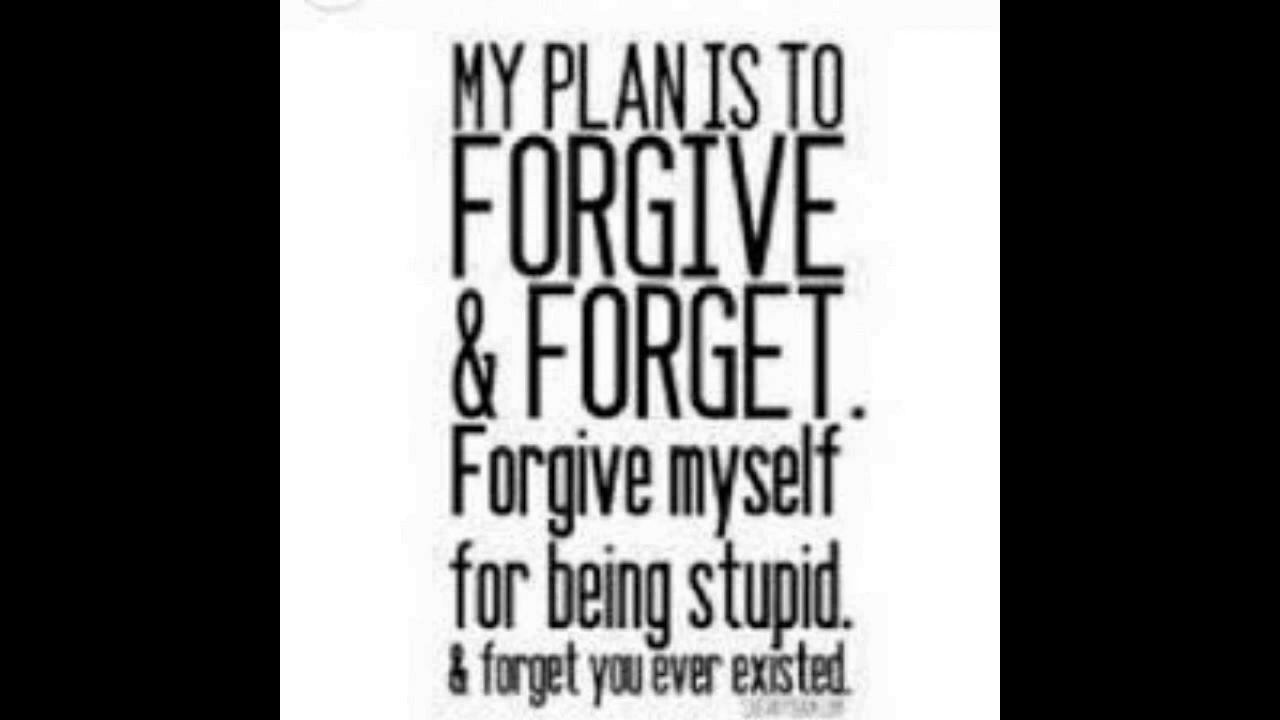 MY PLAN IS TO
FORGIVE
& FORGET.
Forgive myself
for being stupid.
& forget you ever existed.